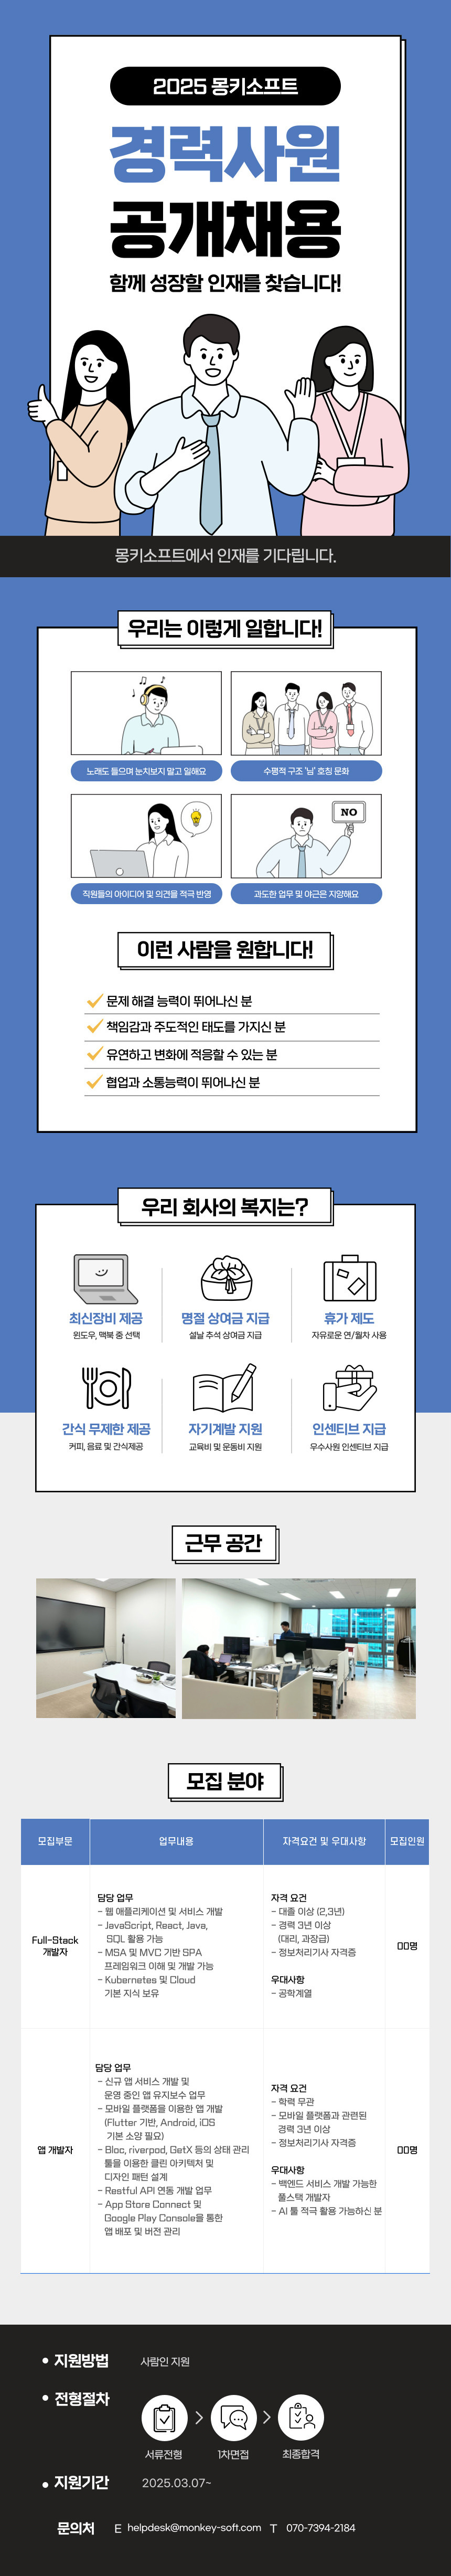 2025 몽키소프트
경력사원
공개채용
함께 성장할 인재를 찾습니다!
몽키소프트에서 인재를 기다립니다.
우리는 이렇게 일합니다!
노래도 들으며 눈치보지 말고 일해요
수평적 구조 '님' 호칭 문화
NO
직원들의 아이디어 및 의견을 적극 반영
과도한 업무 및 야근은 지양해요
이런 사람을 원합니다!
문제 해결 능력이 뛰어나신 분
책임감과 주도적인 태도를 가지신 분
유연하고 변화에 적응할 수 있는 분
협업과 소통능력이 뛰어나신 분
우리 회사의 복지는?
최신장비 제공
윈도우, 맥북 중 선택
명절 상여금 지급
설날 추석 상여금 지급
휴가 제도
자유로운 연/월차 사용
간식 무제한 제공
커피, 음료 및 간식제공
자기계발 지원
교육비 및 운동비 지원
인센티브 지급
우수사원 인센티브 지급
근무 공간
모집 분야
모집부문
업무내용
자격요건 및 우대사항
모집인원
Full-Stack
개발자
담당 업무
- 웹 애플리케이션 및 서비스 개발
- JavaScript, React, Java,
SQL 활용 가능
- MSA 및 MVC 기반 SPA
프레임워크 이해 및 개발 가능
- Kubernetes 및 Cloud
기본 지식 보유
자격 요건
- 대졸 이상 (2,3년)
- 경력 3년 이상
(대리, 과장급)
- 정보처리기사 자격증
우대사항
- 공학계열
00명
앱 개발자
담당 업무
- 신규 앱 서비스 개발 및
운영 중인 앱 유지보수 업무
- 모바일 플랫폼을 이용한 앱 개발
(Flutter 기반, Android, iOS
기본 소양 필요)
- Bloc, riverpod, GetX 등의 상태 관리
툴을 이용한 클린 아키텍처 및
디자인 패턴 설계
- Restful API 연동 개발 업무
- App Store Connect 및
Google Play Console을 통한
앱 배포 및 버전 관리
자격 요건
- 학력 무관
- 모바일 플랫폼과 관련된
경력 3년 이상
- 정보처리기사 자격증
우대사항
- 백엔드 서비스 개발 가능한
풀스택 개발자
- AI 툴 적극 활용 가능하신 분
00명
• 지원방법
사람인 지원
• 전형절차
서류전형
1차면접
최종합격
• 지원기간
2025.03.07~
문의처
E helpdesk@monkey-soft.com T 070-7394-2184